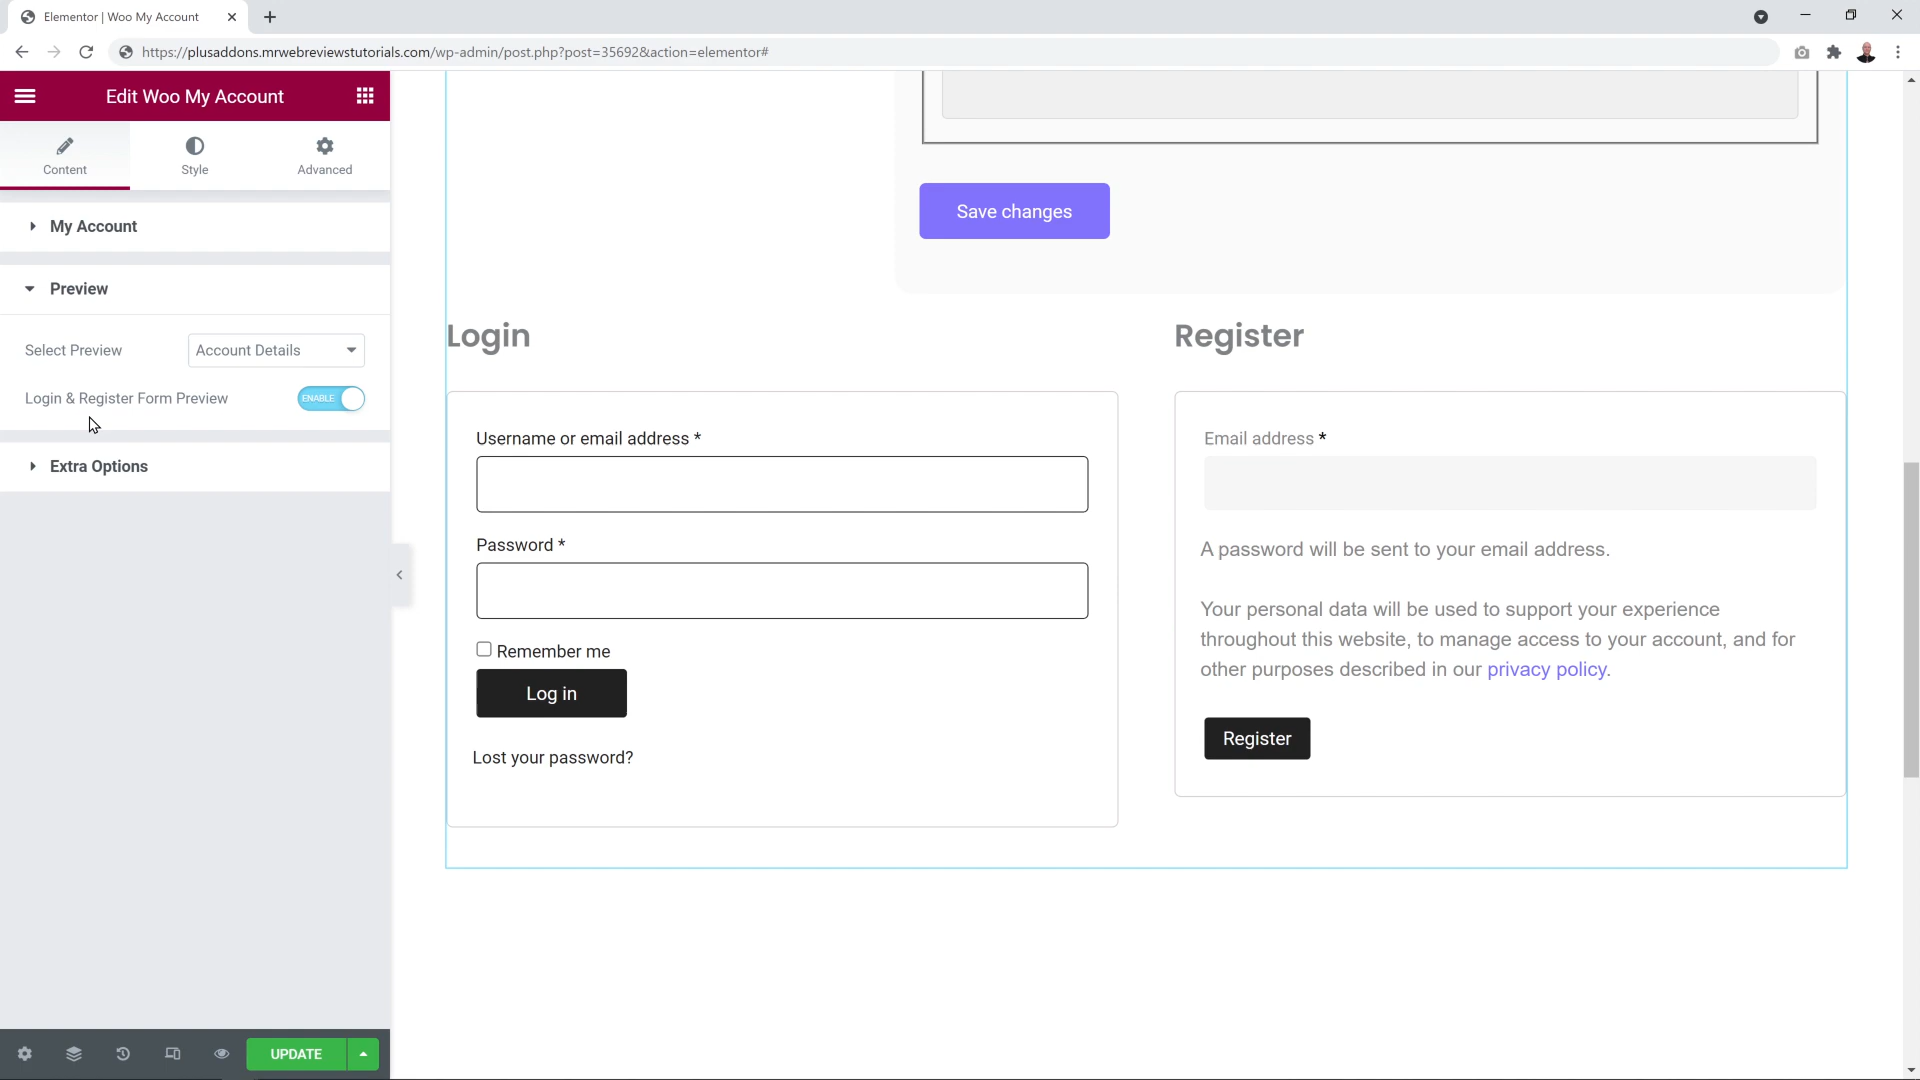 Elementor | Woo My Account
https://plusaddons.mrwebreviewstutorials.com/wp-admin/post.php?post=35692&action=elementor#
Edit Woo My Account
Content
Style
Advanced
My Account
Preview
Select Preview
Account Details
Login & Register Form Preview
ENABLE
Extra Options
UPDATE
Save changes
Login
Username or email address *
Password *
Remember me
Log in
Lost your password?
Register
Email address *
A password will be sent to your email address.
Your personal data will be used to support your experience
throughout this website, to manage access to your account, and for
other purposes described in our privacy policy.
Register